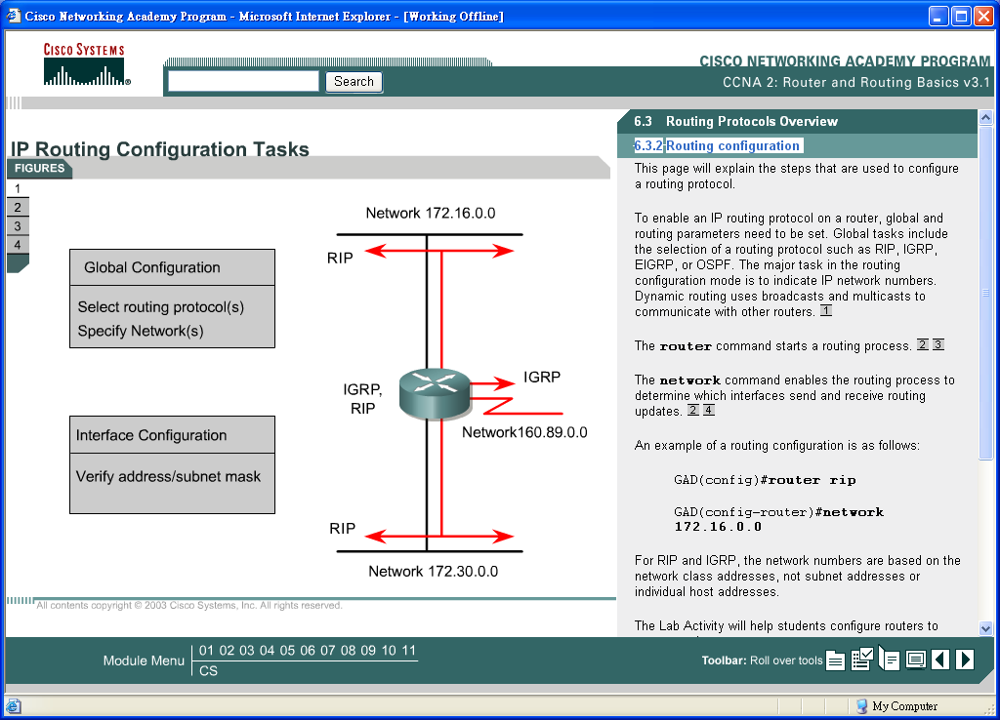 Cisco Networking Academy Program - Microsoft Internet Explorer - [Working Offline]
CISCO SYSTEMS
Search
CISCO NETWORKING ACADEMY PROGRAM
CCNA 2: Router and Routing Basics v3.1
IP Routing Configuration Tasks
FIGURES
1
2
3
4
Global Configuration
Select routing protocol(s)
Specify Network(s)
Interface Configuration
Verify address/subnet mask
Network 172.16.0.0
RIP
IGRP,
RIP
IGRP
Network160.89.0.0
RIP
Network 172.30.0.0
All contents copyright © 2003 Cisco Systems, Inc. All rights reserved.
6.3 Routing Protocols Overview
6.3.2 Routing configuration
This page will explain the steps that are used to configure
a routing protocol.
To enable an IP routing protocol on a router, global and
routing parameters need to be set. Global tasks include
the selection of a routing protocol such as RIP, IGRP,
EIGRP, or OSPF. The major task in the routing
configuration mode is to indicate IP network numbers.
Dynamic routing uses broadcasts and multicasts to
communicate with other routers. 1
The router command starts a routing process. 2 3
The network command enables the routing process to
determine which interfaces send and receive routing
updates. 2 4
An example of a routing configuration is as follows:
GAD(config)#router rip
GAD(config-router)#network
172.16.0.0
For RIP and IGRP, the network numbers are based on the
network class addresses, not subnet addresses or
individual host addresses.
The Lab Activity will help students configure routers to
Module Menu
01 02 03 04 05 06 07 08 09 10 11
CS
Toolbar: Roll over tools
My Computer